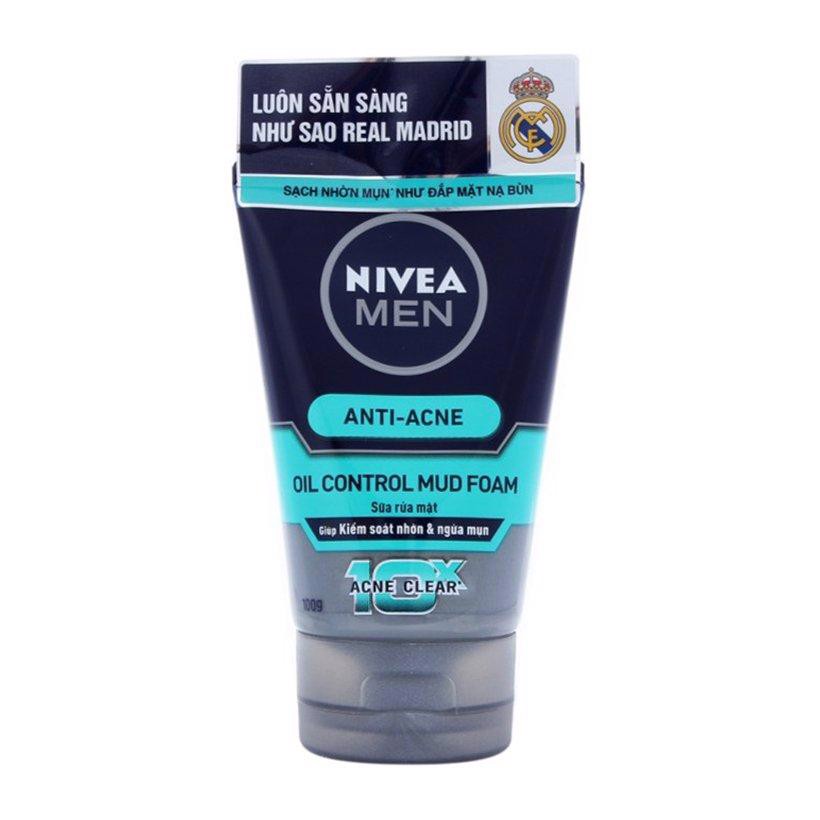 LUÔN SẴN SÀNG
NHƯ SAO REAL MADRID
SẠCH NHỜN MỤN* NHƯ ĐẮP MẶT NẠ BÙN
NIVEA
MEN
ANTI-ACNE
OIL CONTROL MUD FOAM
Sữa rửa mặt
Giúp Kiểm soát nhờn & ngừa mụn
10X
ACNE CLEAR*
100g